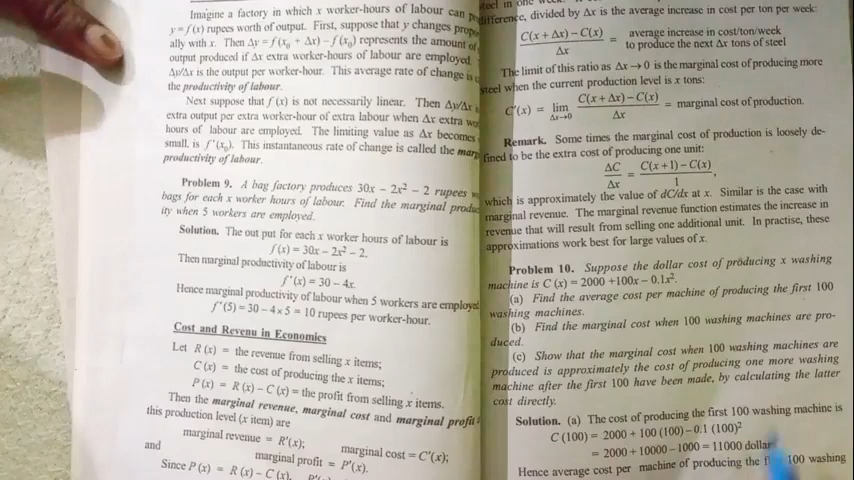 Imagine a factory in which x worker-hours of labour can
y = f (x) rupees worth of output. First, suppose that y changes
ally with x. Then Δy = f (x₀ + Δx) – f (x₀) represents the amount of
output produced if Δx extra worker-hours of labour are employed.
Δy/Δx is the output per worker-hour. This average rate of change is
the productivity of labour.
Next suppose that f (x) is not necessarily linear. Then Δy/Δx
extra output per extra worker-hour of extra labour when Δx extra
hours of labour are employed. The limiting value as Δx becomes
small, is f '(x₀). This instantaneous rate of change is called the
productivity of labour.
Problem 9. A bag factory produces 30x – 2x² – 2 rupees
bags for each x worker hours of labour. Find the marginal
ity when 5 workers are employed.
Solution. The out put for each x worker hours of labour is
f (x) = 30x – 2x² – 2.
Then marginal productivity of labour is
f ' (x) = 30 – 4x
Hence marginal productivity of labour when 5 workers are employed
f ' (5) = 30 – 4 × 5 = 10 rupees per worker-hour.
Cost and Revenu in Economics
Let R (x) = the revenue from selling x items;
C (x) = the cost of producing the x items;
P (x) = R (x) – C (x) = the profit from selling x items.
Then the marginal revenue, marginal cost and marginal profit
this production level (x item) are
marginal revenue = R'(x); marginal cost = C'(x);
and marginal profit = P'(x).
Since P (x) = R (x) – C (x),
steel in one week.
difference, divided by Δx is the average increase in cost per ton per week:
C(x + Δx) – C(x) / Δx = average increase in cost/ton/week to produce the next Δx tons of steel
The limit of this ratio as Δx → 0 is the marginal cost of producing more
steel when the current production level is x tons:
C'(x) = lim Δx→0 C(x + Δx) – C(x) / Δx = marginal cost of production.
Remark. Some times the marginal cost of production is loosely de-
fined to be the extra cost of producing one unit:
ΔC / Δx = C(x + 1) – C(x) / 1,
which is approximately the value of dC/dx at x. Similar is the case with
marginal revenue. The marginal revenue function estimates the increase in
revenue that will result from selling one additional unit. In practise, these
approximations work best for large values of x.
Problem 10. Suppose the dollar cost of producing x washing
machine is C (x) = 2000 + 100x – 0.1x².
(a) Find the average cost per machine of producing the first 100
washing machines.
(b) Find the marginal cost when 100 washing machines are pro-
duced.
(c) Show that the marginal cost when 100 washing machines are
produced is approximately the cost of producing one more washing
machine after the first 100 have been made, by calculating the latter
cost directly.
Solution. (a) The cost of producing the first 100 washing machine is
C (100) = 2000 + 100 (100) – 0.1 (100)²
= 2000 + 10000 – 1000 = 11000 dollar
Hence average cost per machine of producing the 100 washing